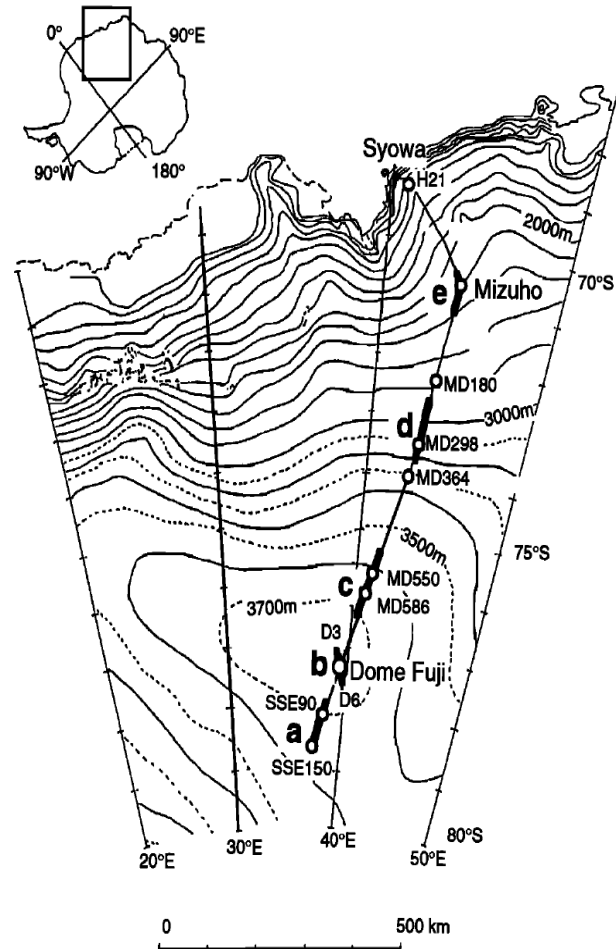 0°
90°E
90°W
180°
Syowa
H21
2000m
70°S
e
Mizuho
MD180
3000m
d
MD298
MD364
75°S
3500m
MD550
c
MD586
3700m
D3
b
Dome Fuji
D6
SSE90
a
SSE150
80°S
20°E
30°E
40°E
50°E
0
500 km